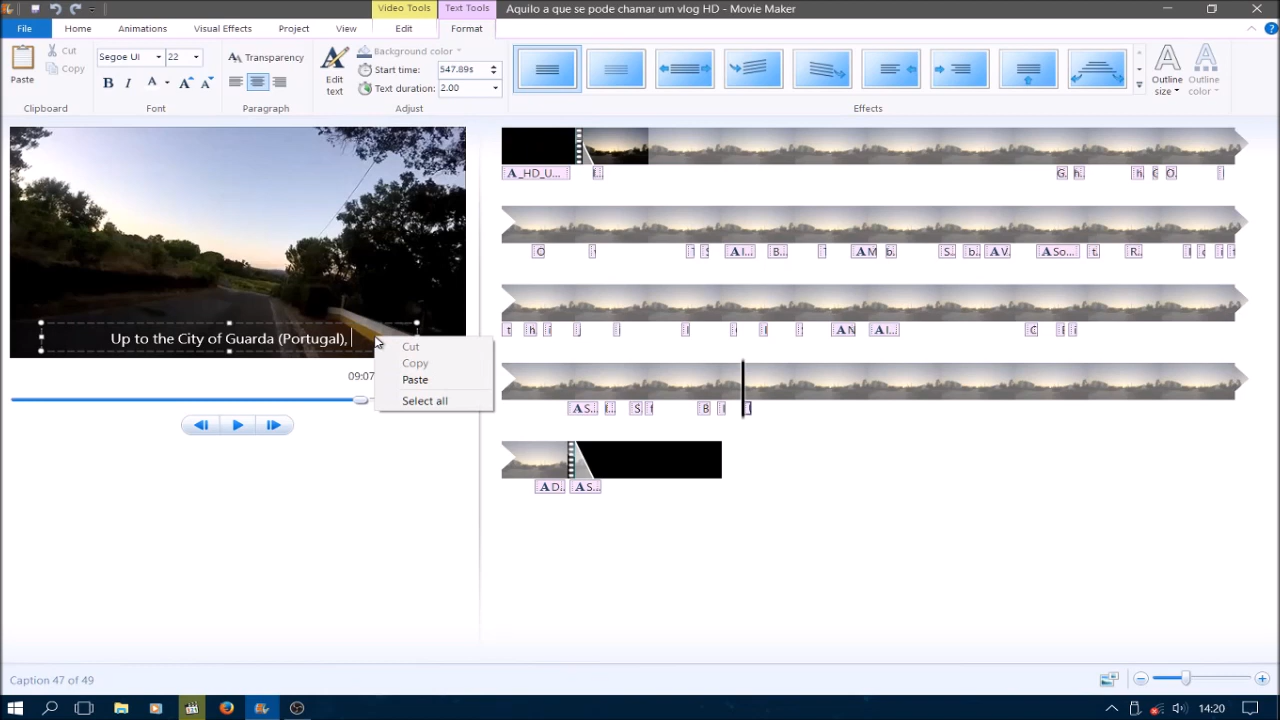 Video Tools
Text Tools
Aquilo a que se pode chamar um vlog HD - Movie Maker
File
Home
Animations
Visual Effects
Project
View
Edit
Format
Paste
Cut
Copy
Clipboard
Segoe UI
22
B I A A A
Font
Transparency
Paragraph
Edit text
Background color
Start time: 547.89s
Text duration: 2.00
Adjust
Effects
Outline size
Outline color
Up to the City of Guarda (Portugal),
Cut
Copy
Paste
Select all
09:07
A _HD_U...
G.
h.
h
O.
O
S
A I...
B...
A M
b.
S.
b.
A V.
A So...
t.
R.
t
h
i
A N
A I...
C
A S...
S
f
B
A D.
A S...
Caption 47 of 49
14:20